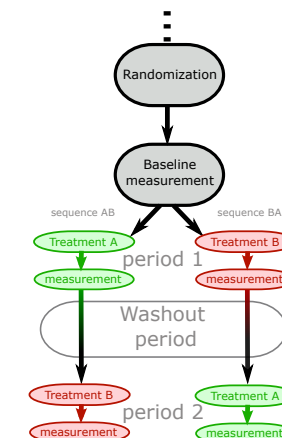 Randomization
Baseline
measurement
sequence AB
sequence BA
Treatment A
Treatment B
period 1
measurement
measurement
Washout
period
Treatment B
Treatment A
period 2
measurement
measurement